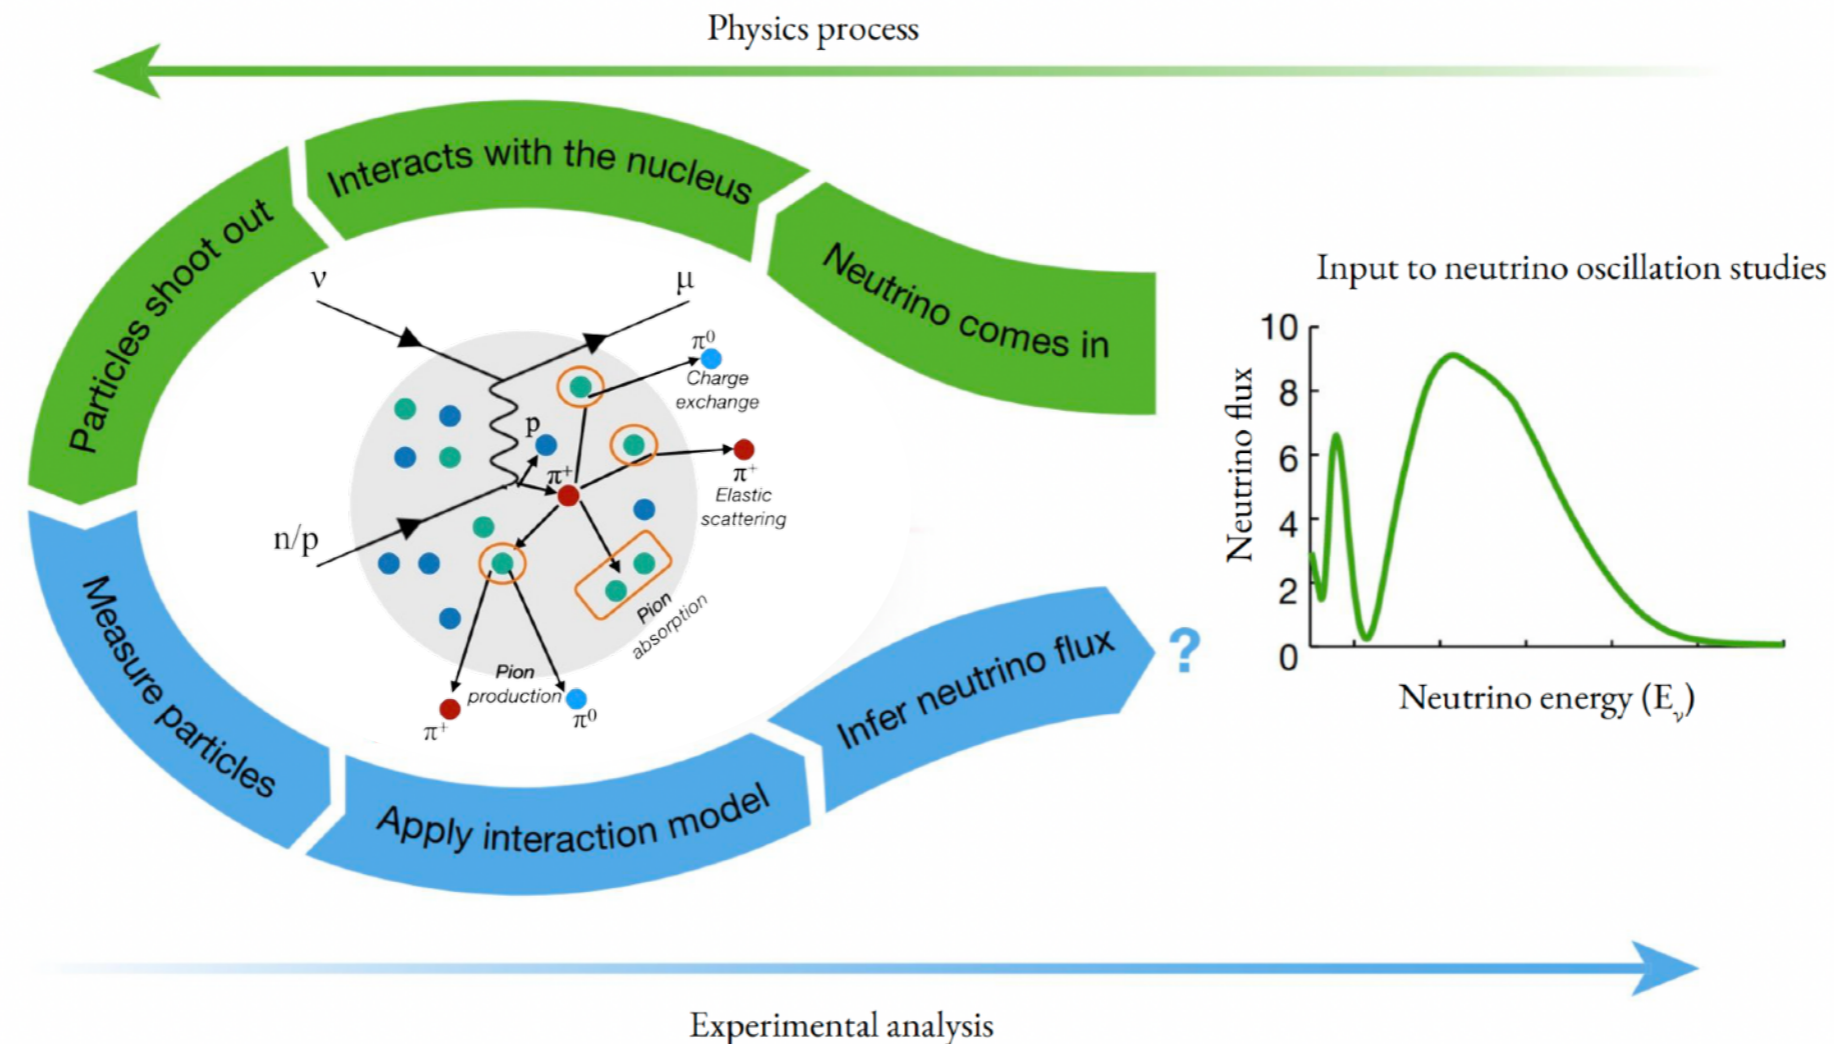 Physics process
Interacts with the nucleus
Particles shoot out
Neutrino comes in
ν
μ
π⁰
Charge
exchange
p
π⁺
π⁺
Elastic
scattering
n/p
Pion
absorption
Pion
production
π⁺
π⁰
Measure particles
Apply interaction model
Infer neutrino flux
?
Input to neutrino oscillation studies
Neutrino flux
10
8
6
4
2
0
Neutrino energy (Eᵥ)
Experimental analysis